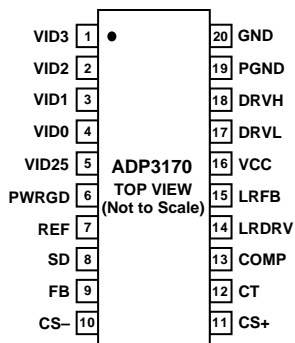 VID3 1
VID2 2
VID1 3
VID0 4
VID25 5
PWRGD 6
REF 7
SD 8
FB 9
CS– 10
ADP3170
TOP VIEW
(Not to Scale)
20 GND
19 PGND
18 DRVH
17 DRVL
16 VCC
15 LRFB
14 LRDRV
13 COMP
12 CT
11 CS+